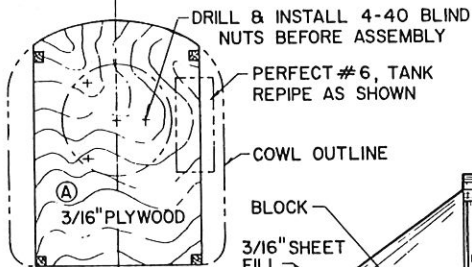 DRILL & INSTALL 4-40 BLIND
NUTS BEFORE ASSEMBLY
PERFECT #6, TANK
REPIPE AS SHOWN
COWL OUTLINE
A
3/16" PLYWOOD
BLOCK
3/16" SHEET
FILL